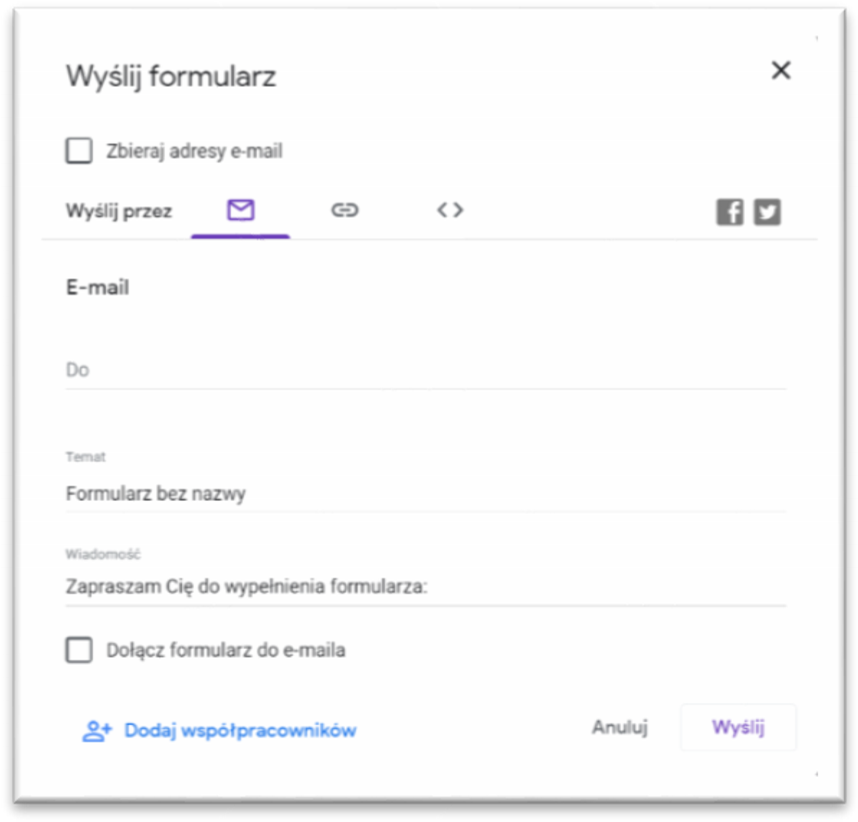 Wyślij formularz
Zbieraj adresy e-mail
Wyślij przez
E-mail
Do
Temat
Formularz bez nazwy
Wiadomość
Zapraszam Cię do wypełnienia formularza:
Dołącz formularz do e-maila
Dodaj współpracowników
Anuluj
Wyślij